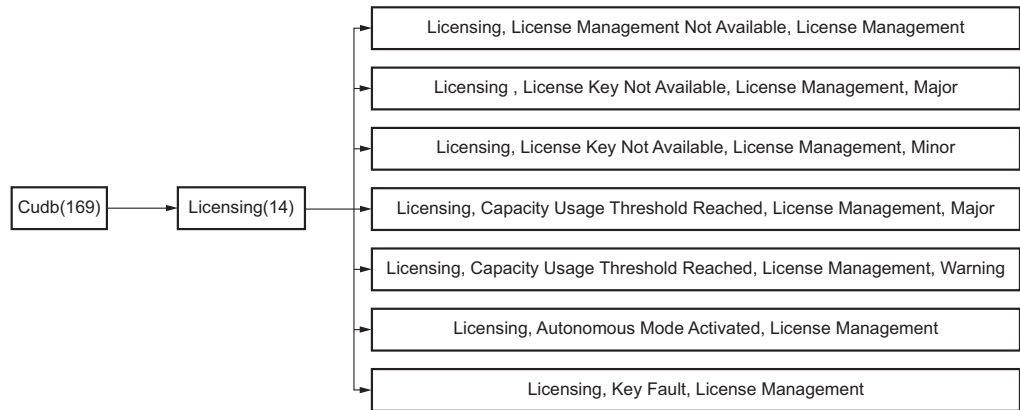 Licensing, License Management Not Available, License Management
Licensing , License Key Not Available, License Management, Major
Licensing, License Key Not Available, License Management, Minor
Cudb(169)
Licensing(14)
Licensing, Capacity Usage Threshold Reached, License Management, Major
Licensing, Capacity Usage Threshold Reached, License Management, Warning
Licensing, Autonomous Mode Activated, License Management
Licensing, Key Fault, License Management